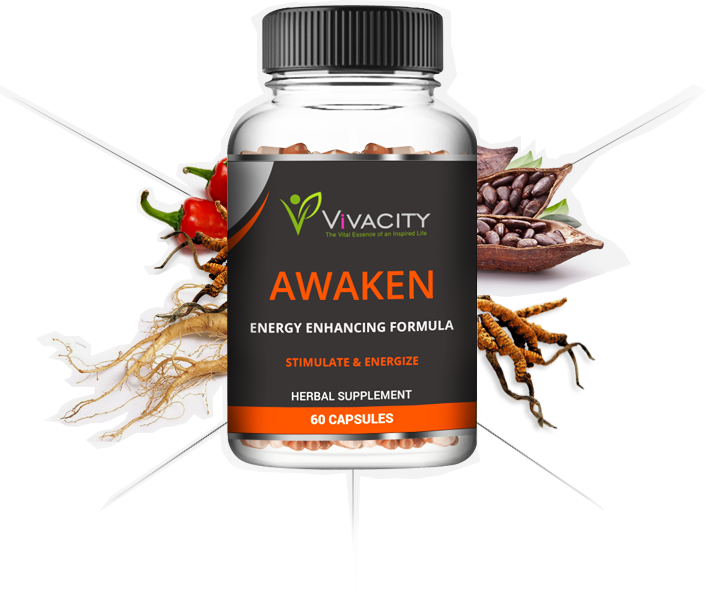 ViVACITY
The Vital Essence of an Inspired Life
AWAKEN
ENERGY ENHANCING FORMULA
STIMULATE & ENERGIZE
HERBAL SUPPLEMENT
60 CAPSULES